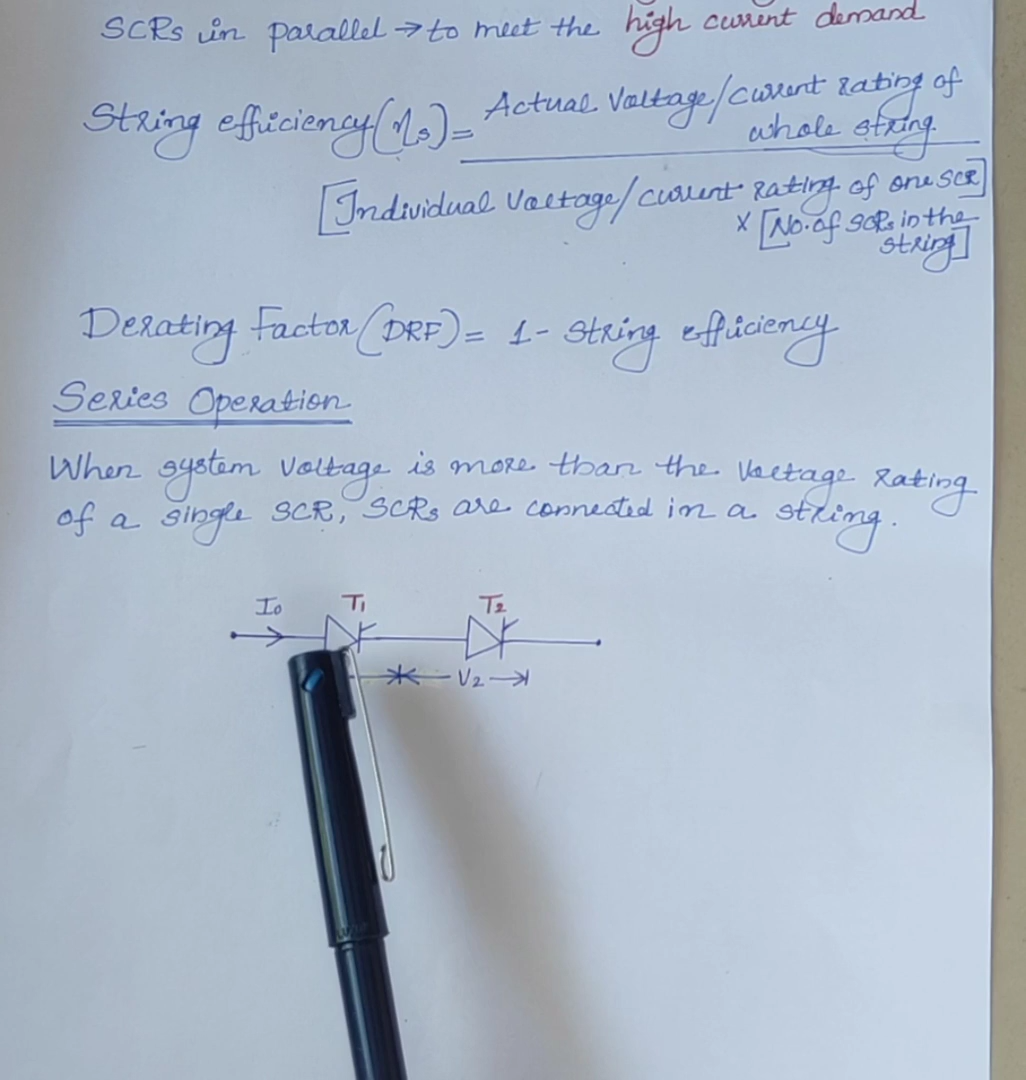 SCRs in parallel → to meet the high current demand
String efficiency (ηs) = Actual Voltage/current rating of
whole string.
[Individual Voltage/current rating of one SCR]
x [No. of SCRs in the
string]
Derating Factor (DRF) = 1 - String efficiency
Series Operation
When system voltage is more than the voltage rating
of a single SCR, SCRs are connected in a string.
I0 T1 T2
V2